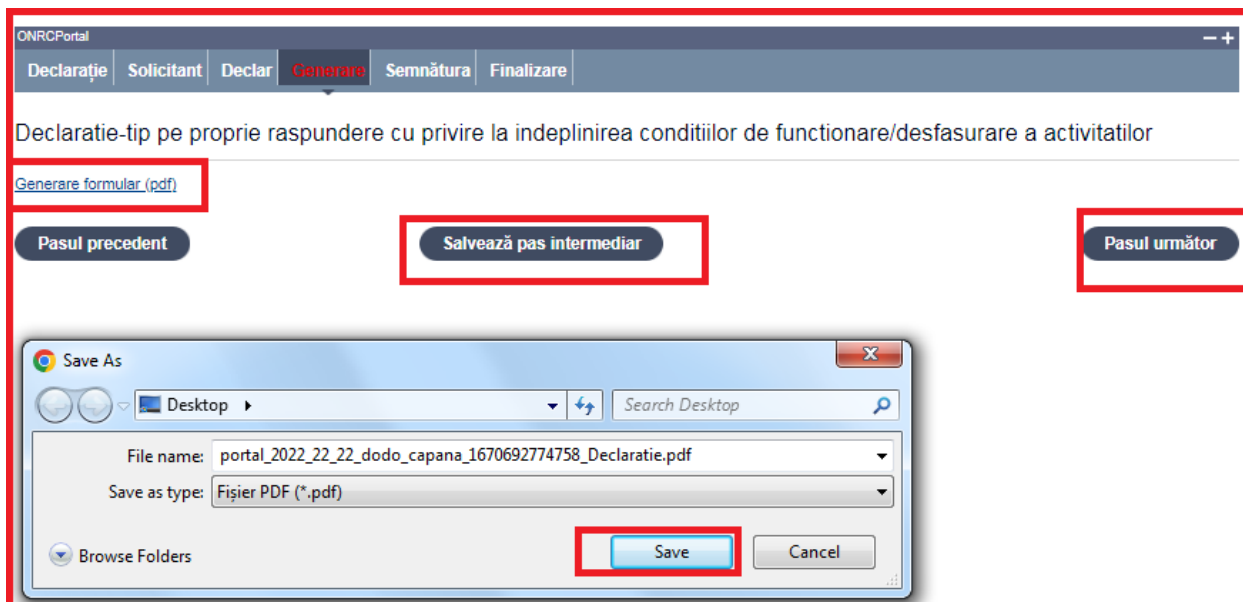 ONRCPortal
Declarație Solicitant Declar Generare Semnătura Finalizare
Declaratie-tip pe proprie raspundere cu privire la indeplinirea conditiilor de functionare/desfasurare a activitatilor
Generare formular (pdf)
Pasul precedent Salvează pas intermediar Pasul următor
Save As
Desktop Search Desktop
File name: portal_2022_22_22_dodo_capana_1670692774758_Declaratie.pdf
Save as type: Fișier PDF (*.pdf)
Browse Folders Save Cancel